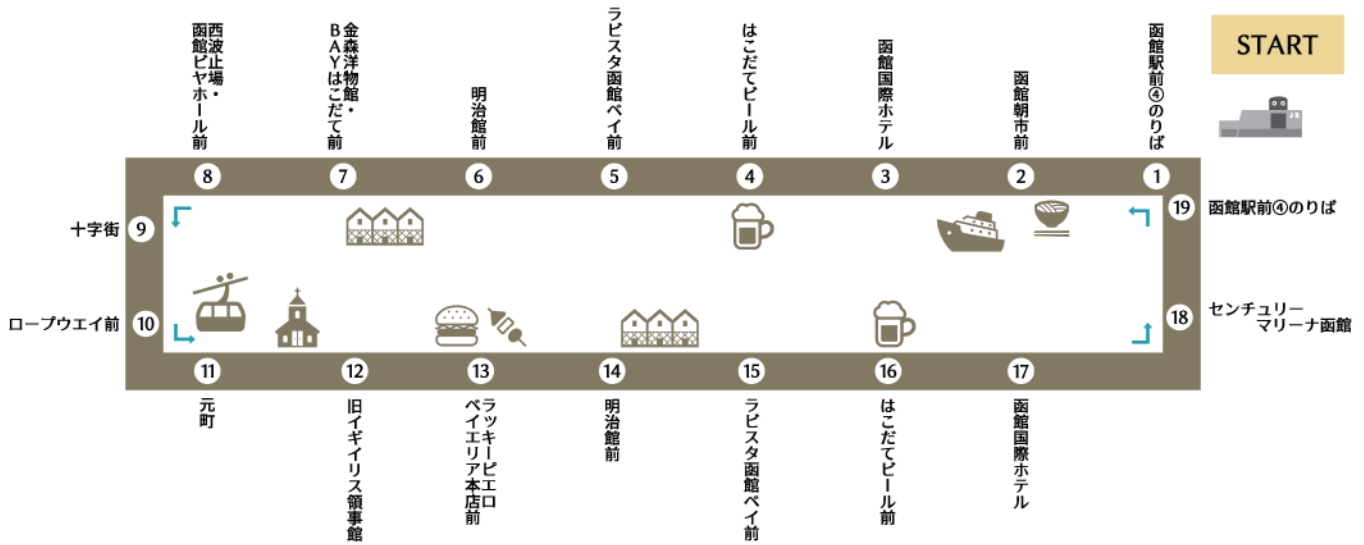 START
JR
函館駅前④のりば
1
函館朝市前
2
函館国際ホテル
3
はこだてビール前
4
ラビスタ函館ベイ前
5
明治館前
6
金森洋物館・
BAYはこだて前
7
西波止場・
函館ビヤホール前
8
十字街
9
ロープウエイ前
10
11
元町
12
旧イギイリス領事館
13
ラッキーピエロ
ベイエリア本店前
14
明治館前
15
ラビスタ函館ベイ前
16
はこだてビール前
17
函館国際ホテル
18
センチュリー
マリーナ函館
19
函館駅前④のりば